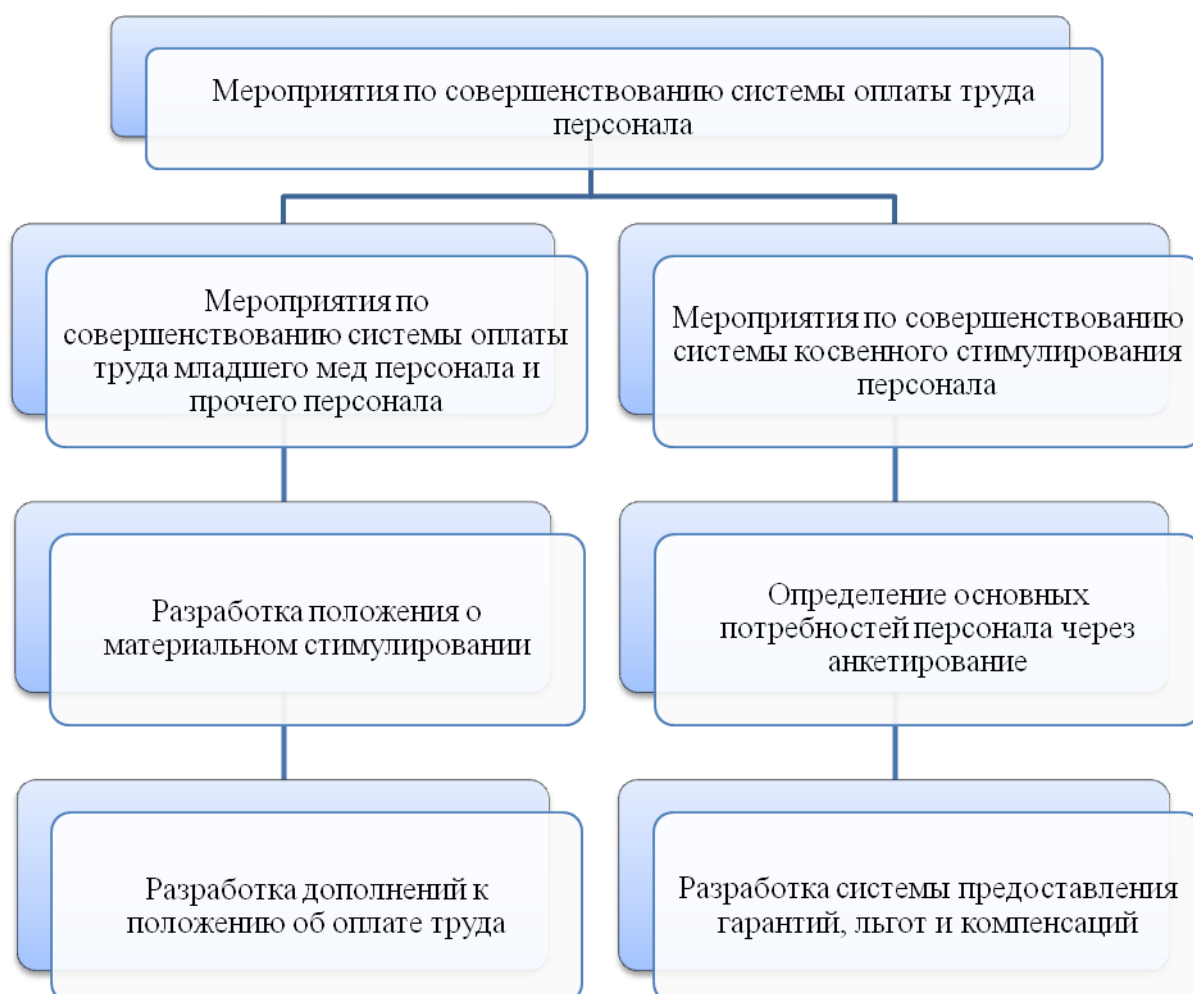 Мероприятия по совершенствованию системы оплаты труда
персонала
Мероприятия по
совершенствованию системы оплаты
труда младшего мед персонала и
прочего персонала
Мероприятия по совершенствованию
системы косвенного стимулирования
персонала
Разработка положения о
материальном стимулировании
Определение основных
потребностей персонала через
анкетирование
Разработка дополнений к
положению об оплате труда
Разработка системы предоставления
гарантий, льгот и компенсаций